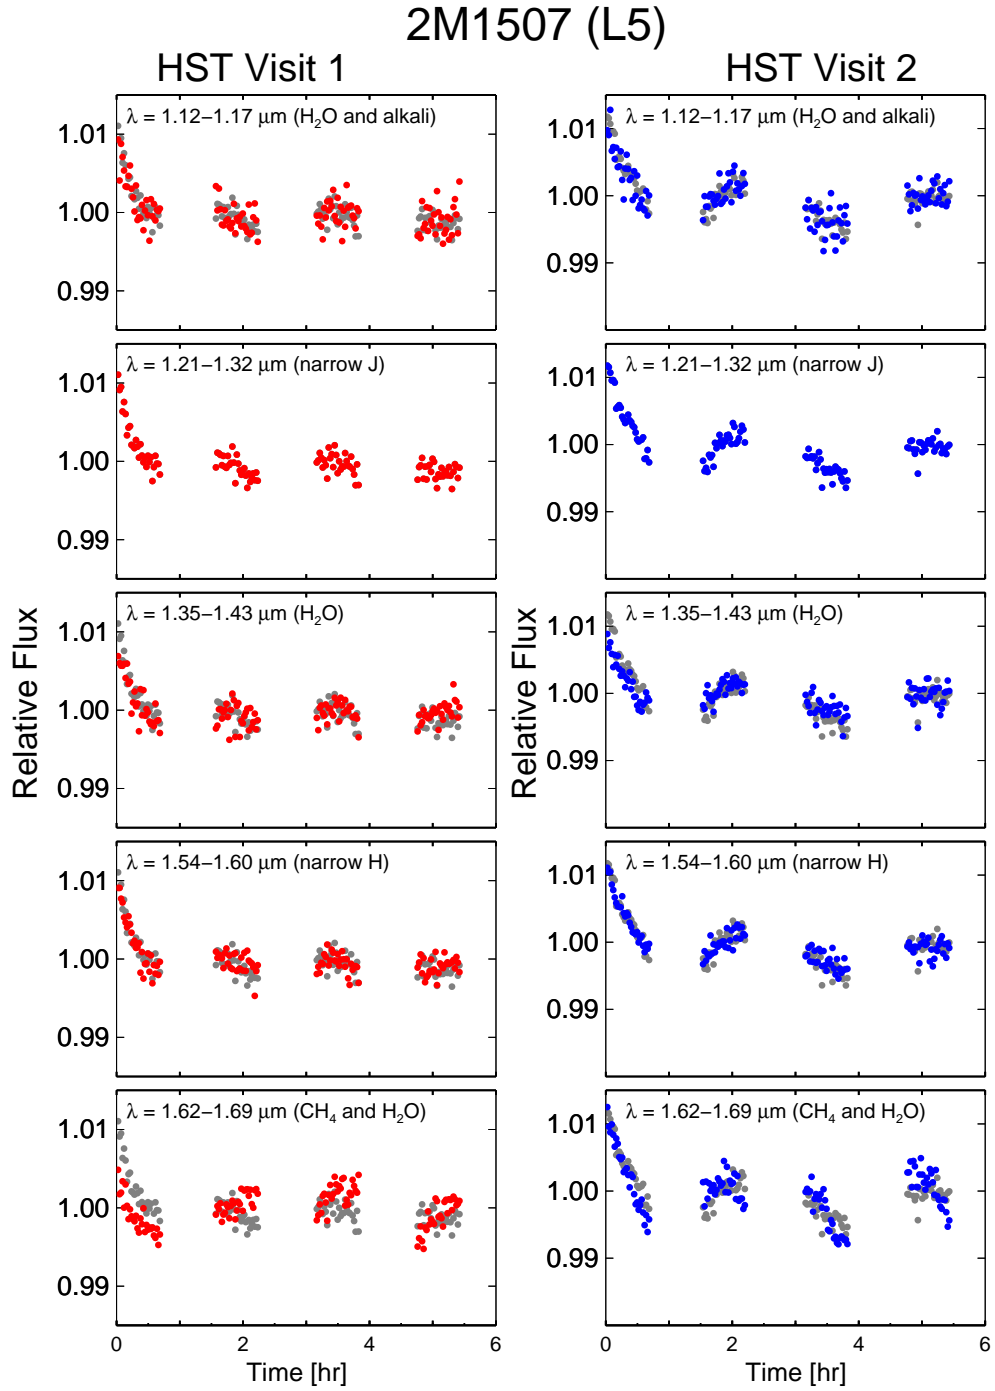 2M1507 (L5)
HST Visit 1
HST Visit 2
λ = 1.12−1.17 μm (H₂O and alkali)
1.01
1.00
0.99
λ = 1.12−1.17 μm (H₂O and alkali)
1.01
1.00
0.99
λ = 1.21−1.32 μm (narrow J)
1.01
1.00
0.99
λ = 1.21−1.32 μm (narrow J)
1.01
1.00
0.99
λ = 1.35−1.43 μm (H₂O)
1.01
1.00
0.99
Relative Flux
λ = 1.35−1.43 μm (H₂O)
1.01
1.00
0.99
Relative Flux
λ = 1.54−1.60 μm (narrow H)
1.01
1.00
0.99
λ = 1.54−1.60 μm (narrow H)
1.01
1.00
0.99
λ = 1.62−1.69 μm (CH₄ and H₂O)
1.01
1.00
0.99
λ = 1.62−1.69 μm (CH₄ and H₂O)
1.01
1.00
0.99
0 2 4 6
Time [hr]
0 2 4 6
Time [hr]